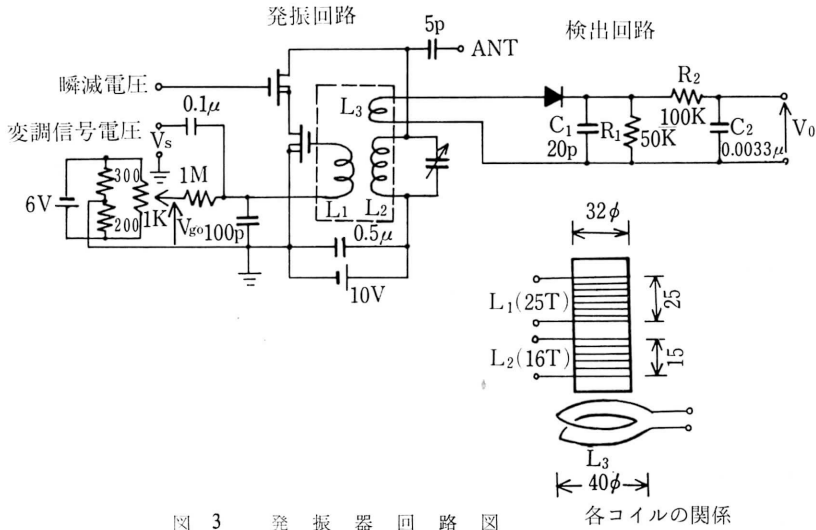 発振回路
5p
ANT
検出回路
瞬滅電圧
0.1μ
変調信号電圧
Vs
L3
C1
20p
R1
50K
R2
100K
C2
0.0033μ
V0
6V
300
200
1K
1M
Vgo
100p
L1
L2
0.5μ
10V
32φ
L1(25T)
25
L2(16T)
15
L3
40φ
図 3 発振器回路図
各コイルの関係